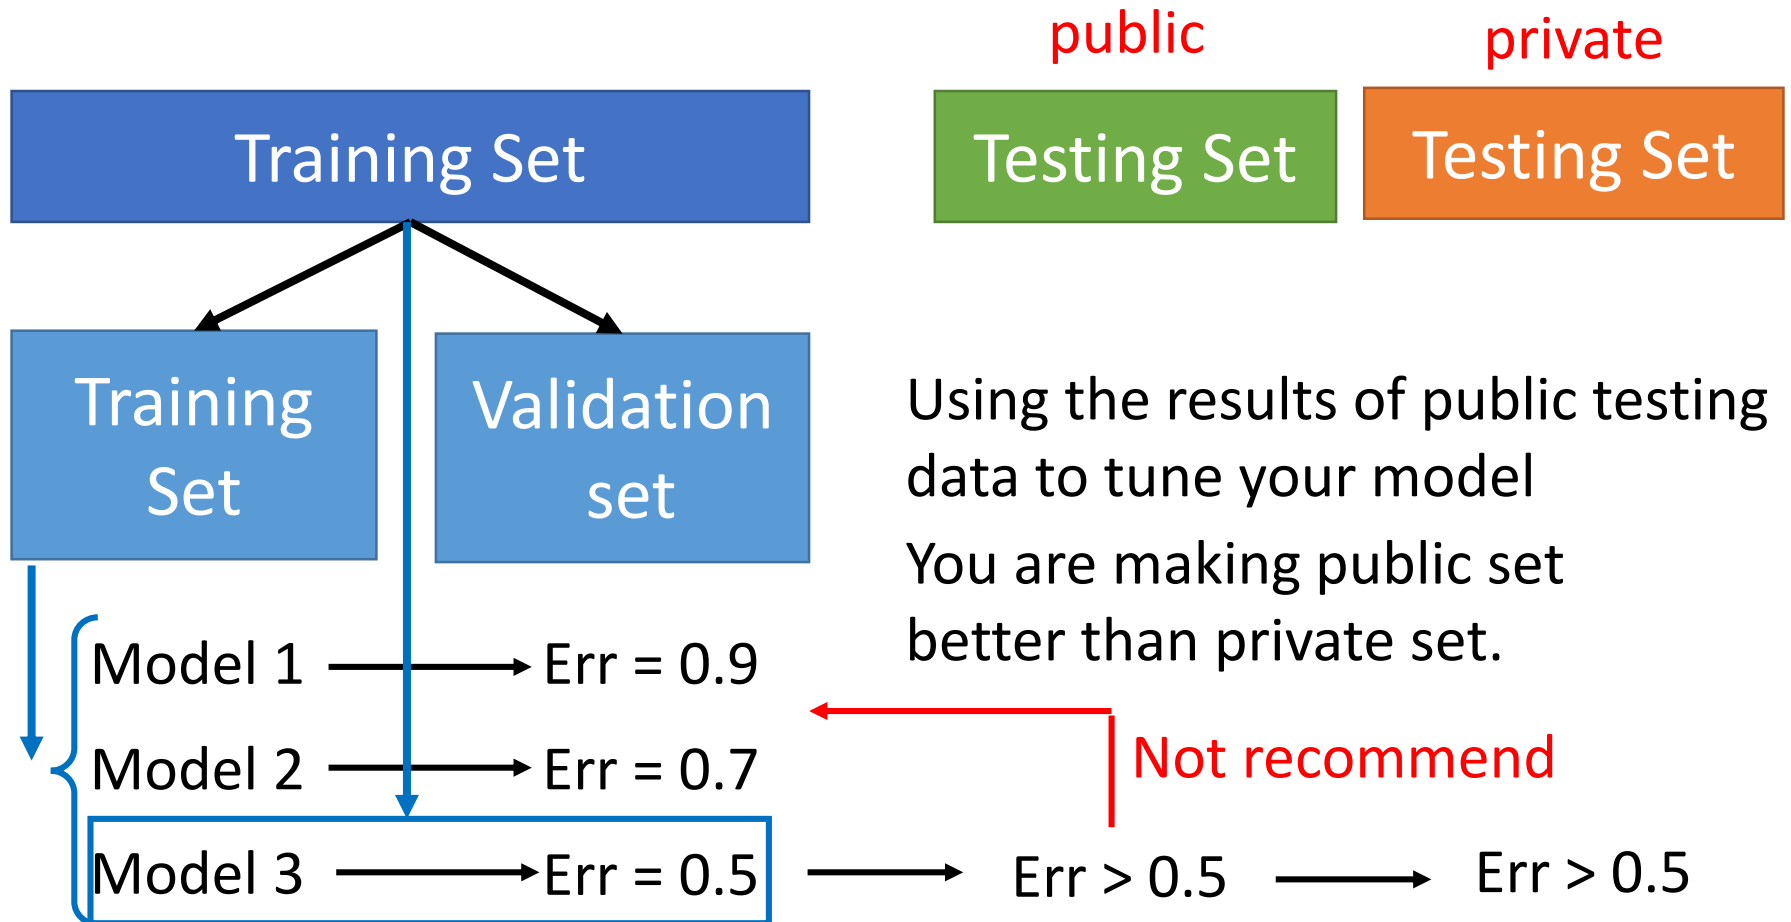 public
private
Training Set
Testing Set
Testing Set
Training
Set
Validation
set
Using the results of public testing
data to tune your model
You are making public set
better than private set.
Model 1
Err = 0.9
Model 2
Err = 0.7
Not recommend
Model 3
Err = 0.5
Err > 0.5
Err > 0.5